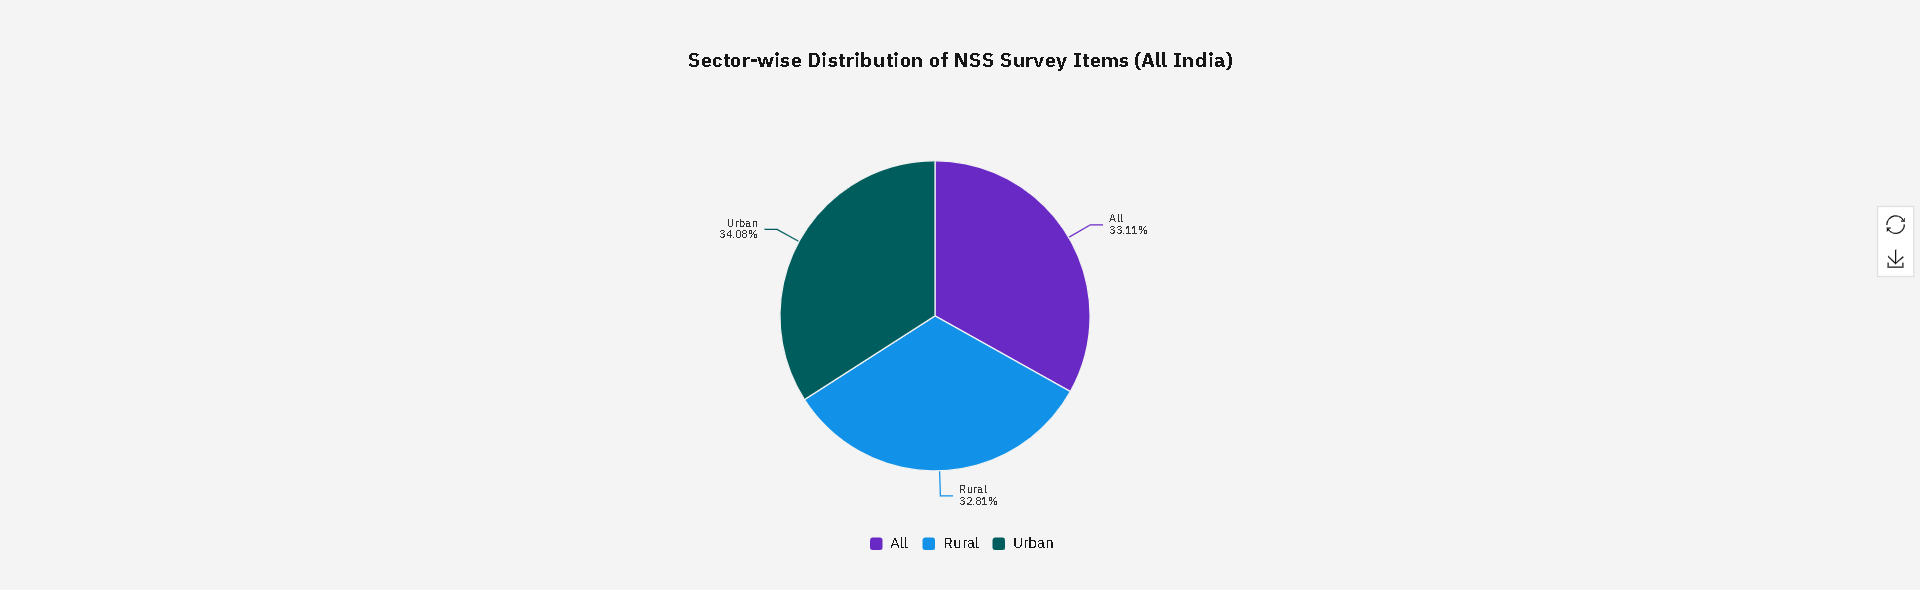 Sector-wise Distribution of NSS Survey Items (All India)
Urban
34.08%
All
33.11%
Rural
32.81%
All Rural Urban